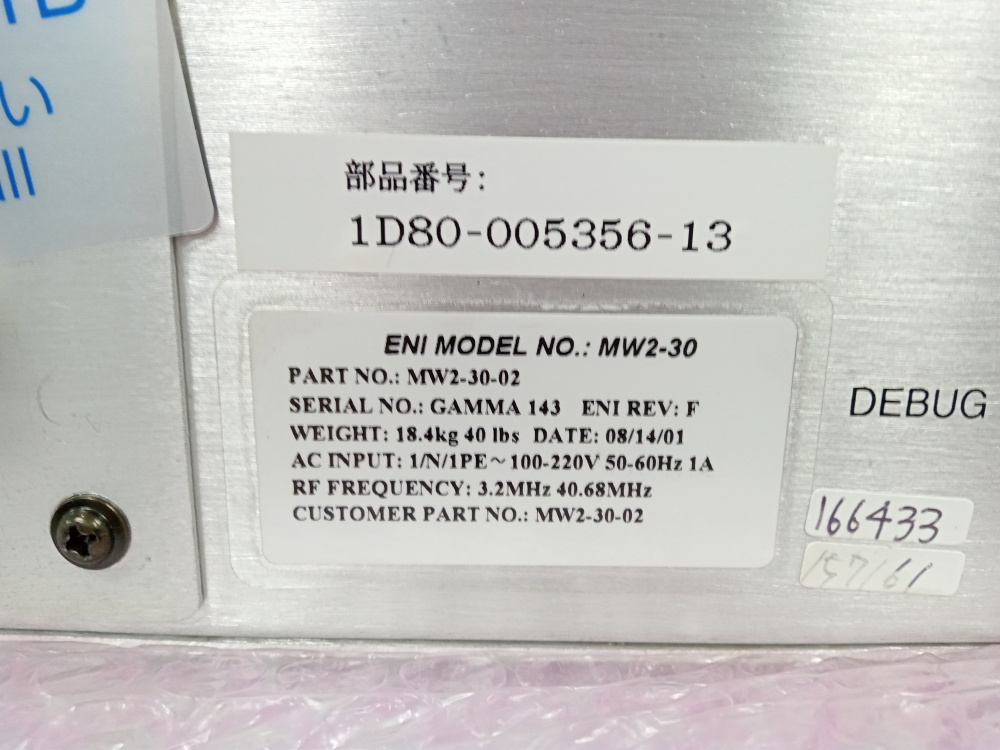 い
部品番号:
1D80-005356-13
ENI MODEL NO.: MW2-30
PART NO.: MW2-30-02
SERIAL NO.: GAMMA 143 ENI REV: F
WEIGHT: 18.4kg 40 lbs DATE: 08/14/01
AC INPUT: 1/N/1PE~100-220V 50-60Hz 1A
RF FREQUENCY: 3.2MHz 40.68MHz
CUSTOMER PART NO.: MW2-30-02
DEBUG
166433
157161